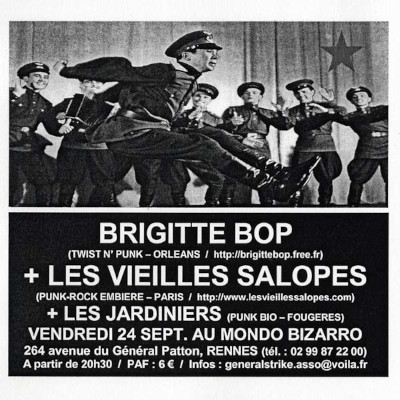 BRIGITTE BOP
(TWIST N' PUNK – ORLEANS / http://brigittebop.free.fr)
+ LES VIEILLES SALOPES
(PUNK-ROCK EMBIERE – PARIS / http://www.lesvieillessalopes.com)
+ LES JARDINIERS (PUNK BIO – FOUGERES)
VENDREDI 24 SEPT. AU MONDO BIZARRO
264 avenue du Général Patton, RENNES (tél. : 02 99 87 22 00)
A partir de 20h30 / PAF : 6 € / Infos : generalstrike.asso@voila.fr